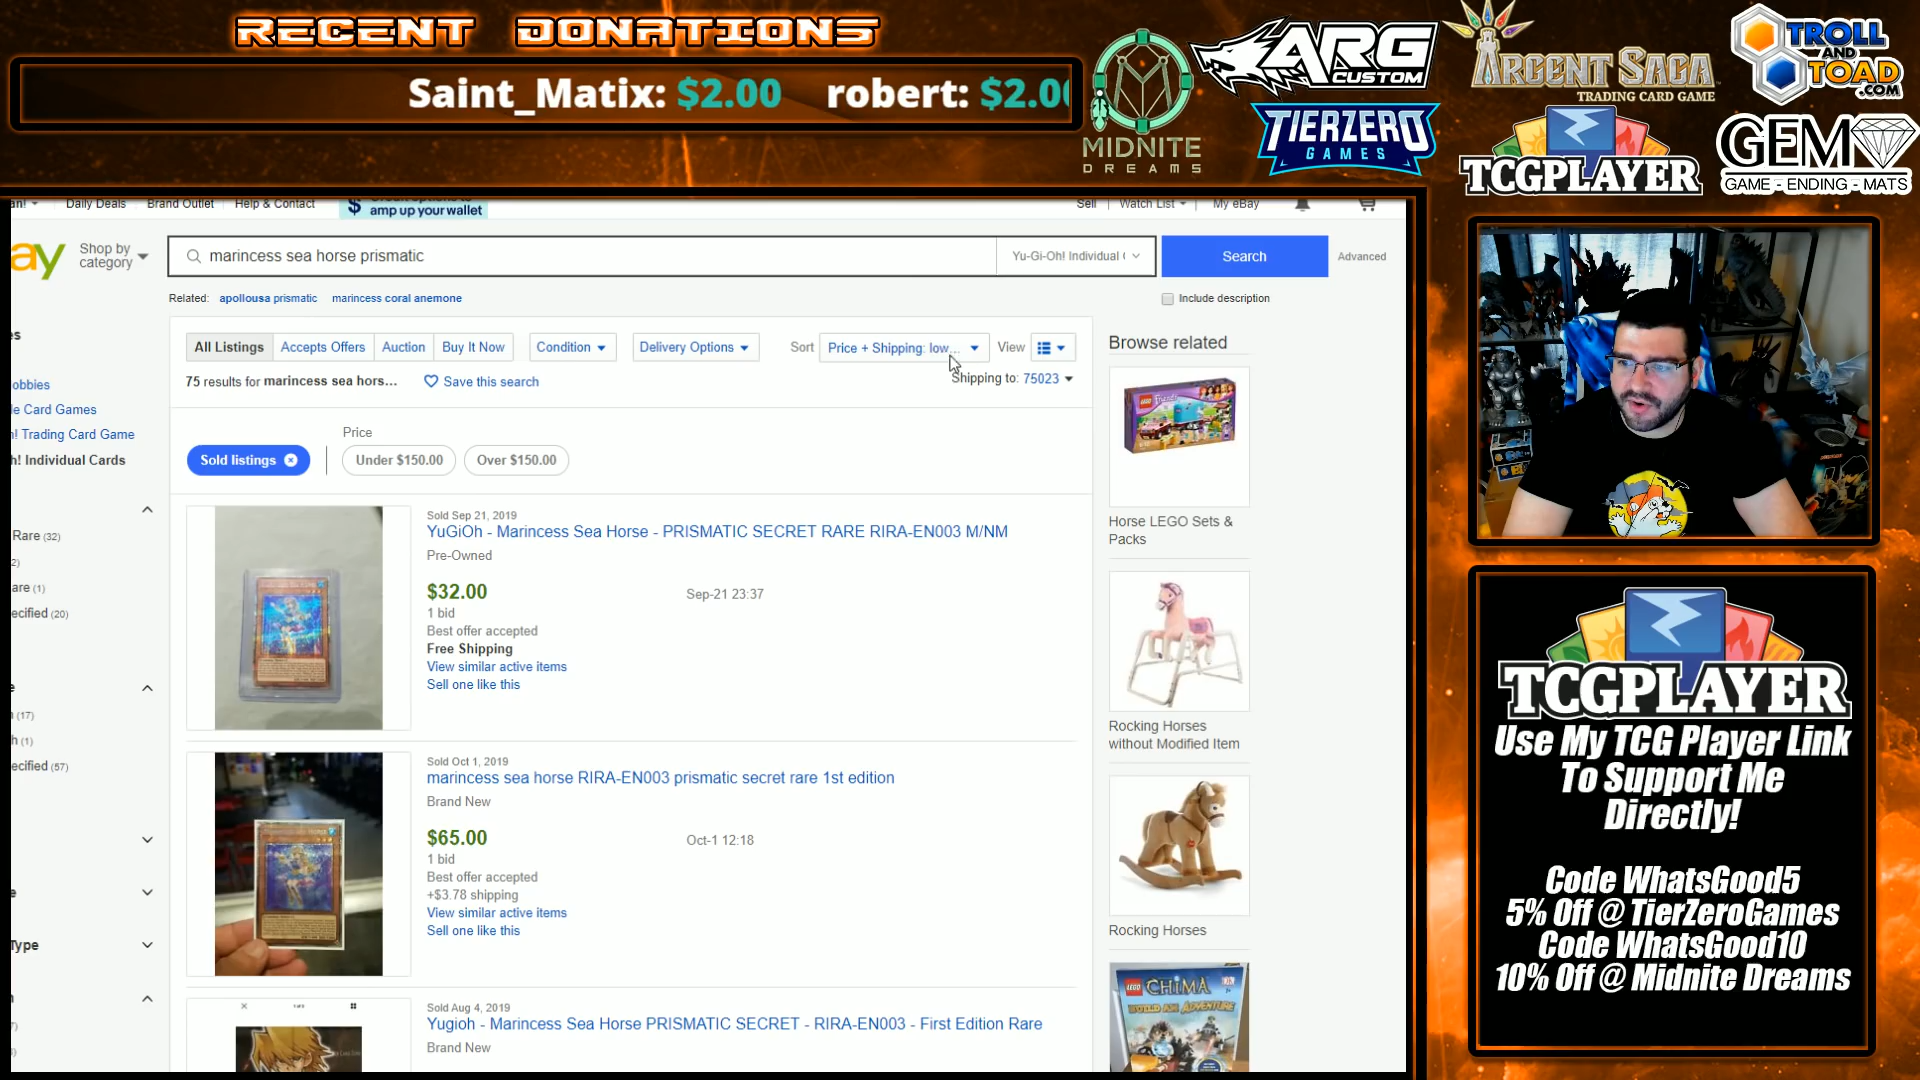 RECENT DONATIONS
Saint_Matix: $2.00 robert: $2.0
MIDNITE
DREAMS
ARG
CUSTOM
TIERZERO
GAMES
ARGENT SAGA
TRADING CARD GAME
TROLL
AND
TOAD
.COM
TCGPLAYER
GEM
GAME-ENDING-MATS
Daily Deals Brand Outlet Help & Contact
amp up your wallet
Sell Watch List My eBay
ay
Shop by
category
marincess sea horse prismatic
Yu-Gi-Oh! Individual
Search
Advanced
Related: apollousa prismatic marincess coral anemone
Include description
All Listings Accepts Offers Auction Buy It Now Condition Delivery Options Sort Price + Shipping: low... View
75 results for marincess sea hors... Save this search Shipping to: 75023
obbies
le Card Games
h! Trading Card Game
h! Individual Cards
Price
Sold listings Under $150.00 Over $150.00
Rare (32)
are (1)
ecified (20)
(17)
h (1)
ecified (57)
Type
Sold Sep 21, 2019
YuGiOh - Marincess Sea Horse - PRISMATIC SECRET RARE RIRA-EN003 M/NM
Pre-Owned
$32.00 Sep-21 23:37
1 bid
Best offer accepted
Free Shipping
View similar active items
Sell one like this
Sold Oct 1, 2019
marincess sea horse RIRA-EN003 prismatic secret rare 1st edition
Brand New
$65.00 Oct-1 12:18
1 bid
Best offer accepted
+$3.78 shipping
View similar active items
Sell one like this
Sold Aug 4, 2019
Yugioh - Marincess Sea Horse PRISMATIC SECRET - RIRA-EN003 - First Edition Rare
Brand New
Browse related
Horse LEGO Sets &
Packs
Rocking Horses
without Modified Item
Rocking Horses
LEGO CHIMA
TCGPLAYER
Use My TCG Player Link
To Support Me
Directly!
Code WhatsGood5
5% Off @ TierZeroGames
Code WhatsGood10
10% Off @ Midnite Dreams